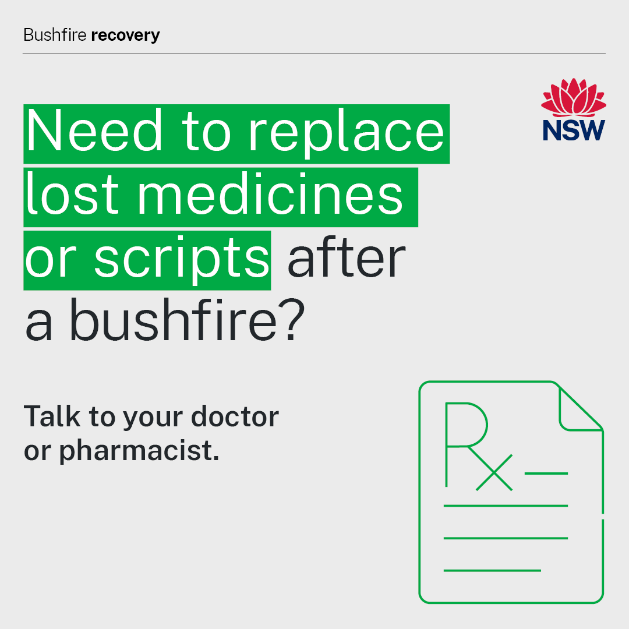 Bushfire recovery
NSW
Need to replace
lost medicines
or scripts after
a bushfire?
Talk to your doctor
or pharmacist.
Rx